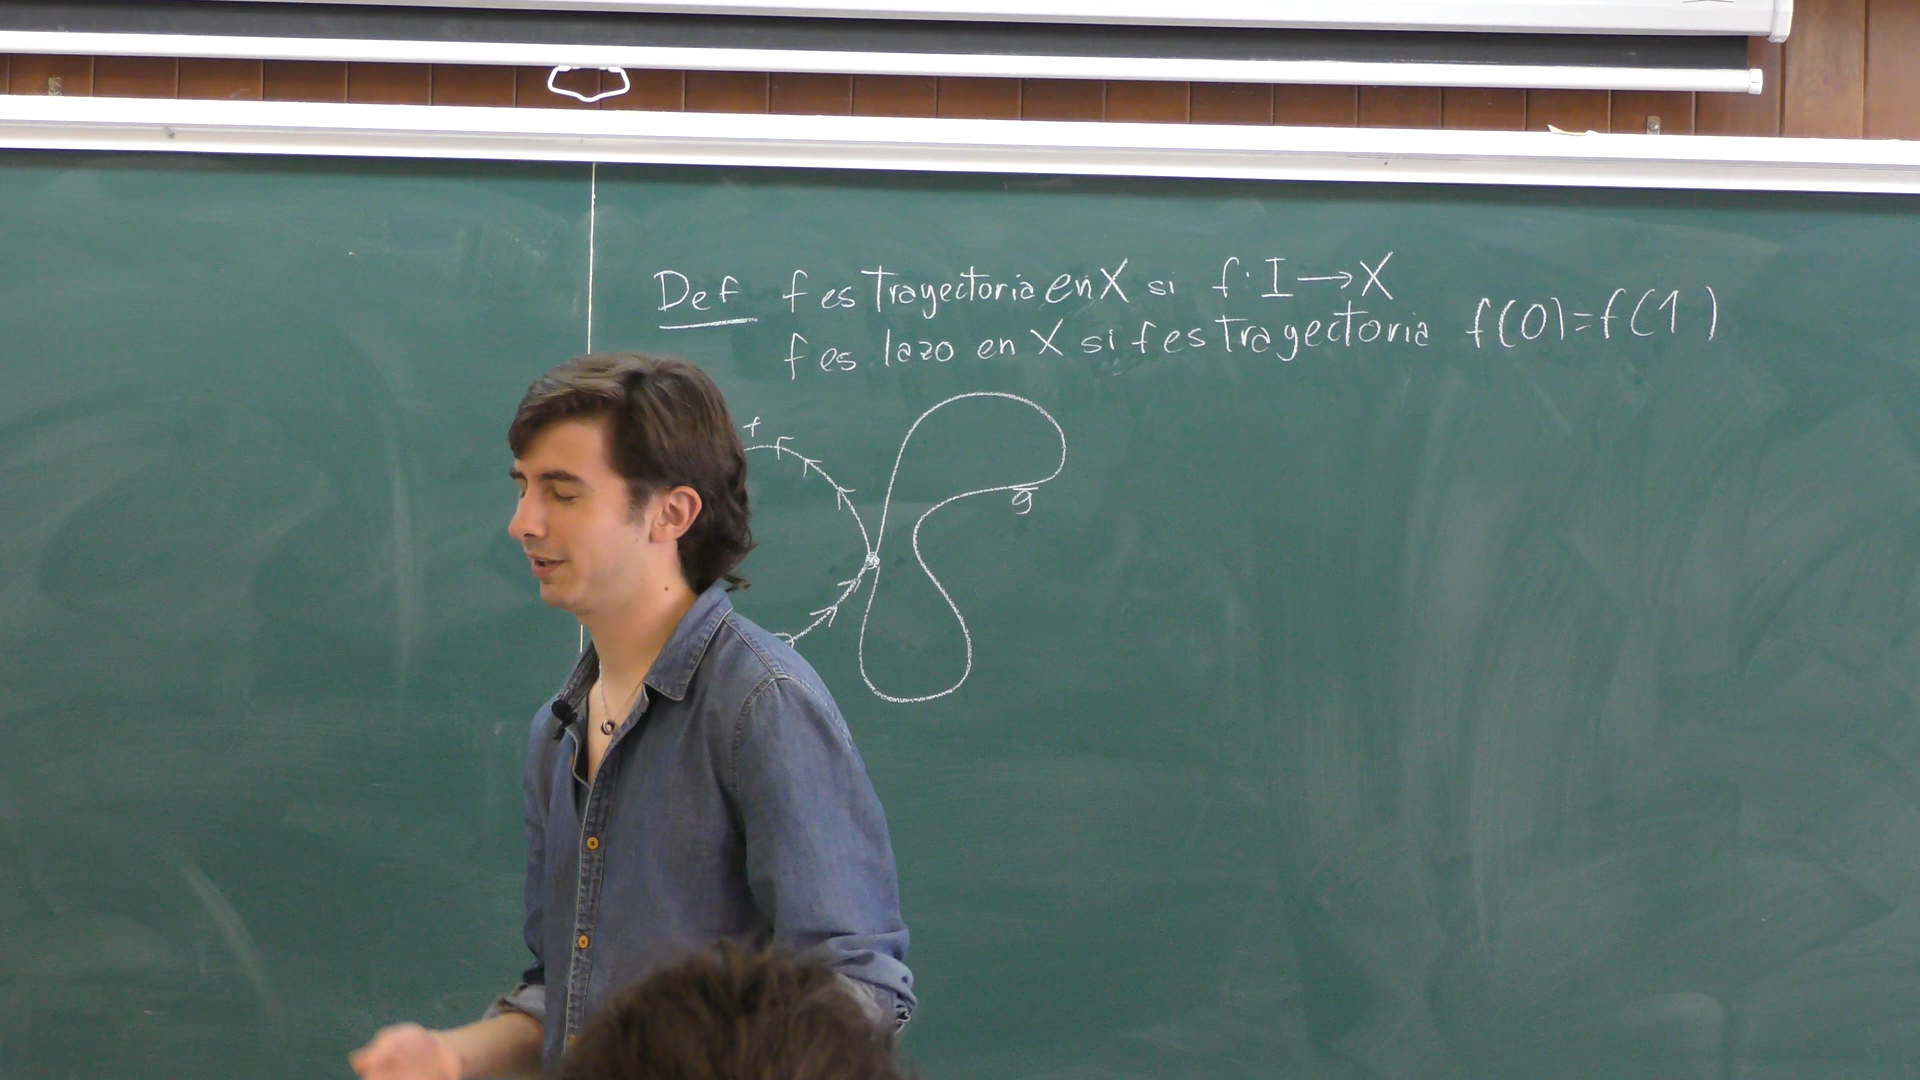 Def f es Trayectoria en X si f: I → X
f es lazo en X si f es Trayectoria f(0)=f(1)
f
g